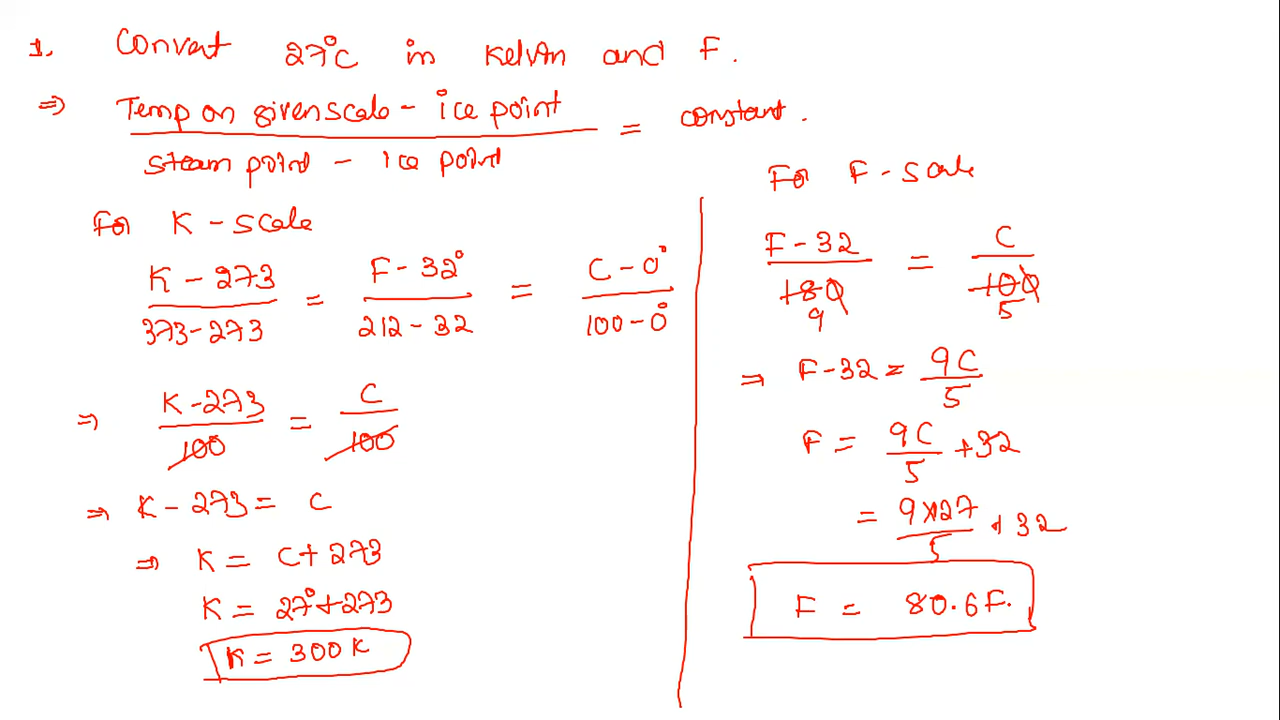 1. Convert 27°C in Kelvin and F.
⇒ Temp on given scale - ice point / steam point - ice point = constant.
For K - scale
K - 273 / 373 - 273 = F - 32° / 212 - 32 = C - 0° / 100 - 0°
⇒ K - 273 / 100 = C / 100
⇒ K - 273 = C
⇒ K = C + 273
K = 27° + 273
K = 300 K
For F - scale
F - 32 / 180 = C / 100
9 5
⇒ F - 32 = 9C / 5
F = 9C / 5 + 32
= 9×27 / 5 + 32
F = 80.6 F.